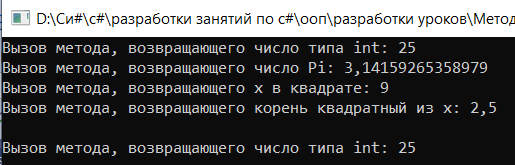 D:\Си#\c#\разработки занятий по c#\ооп\разработки уроков\Метод
Вызов метода, возвращающего число типа int: 25
Вызов метода, возвращающего число Pi: 3,14159265358979
Вызов метода, возвращающего x в квадрате: 9
Вызов метода, возвращающего корень квадратный из x: 2,5
Вызов метода, возвращающего число типа int: 25